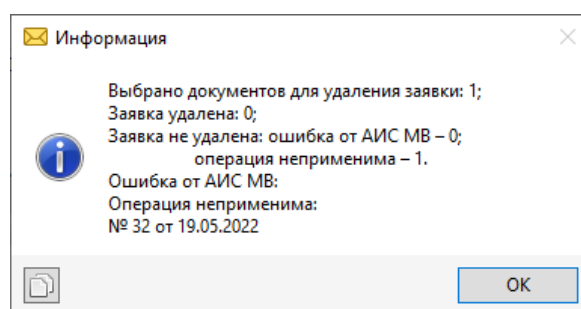 Информация
Выбрано документов для удаления заявки: 1;
Заявка удалена: 0;
Заявка не удалена: ошибка от АИС МВ – 0;
операция неприменима – 1.
Ошибка от АИС МВ:
Операция неприменима:
№ 32 от 19.05.2022
ОК